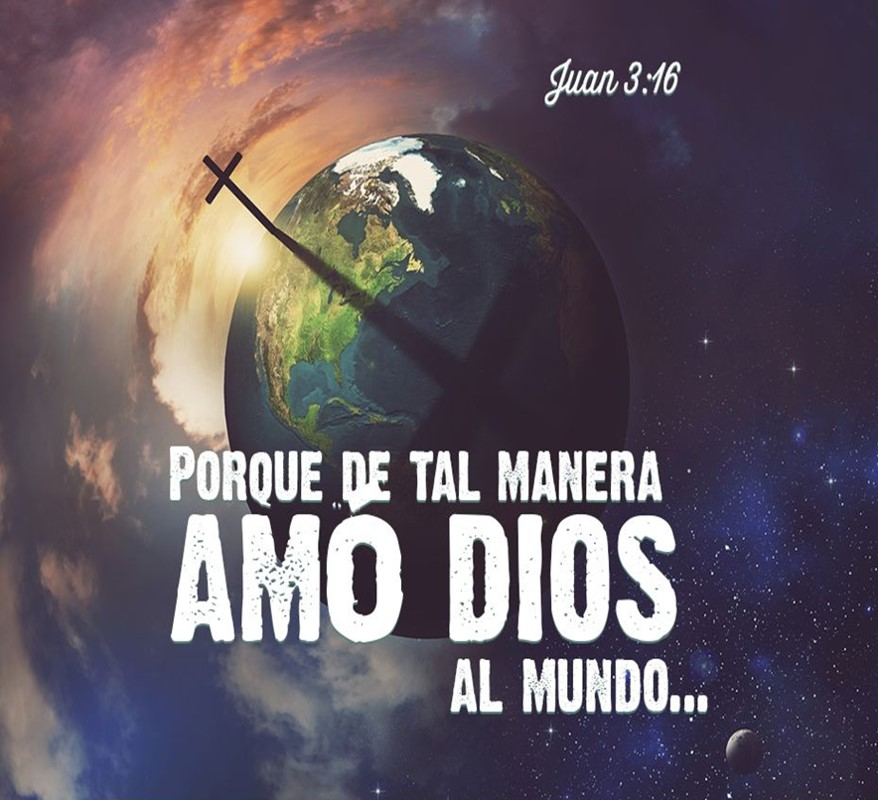 Juan 3:16
PORQUE DE TAL MANERA
AMÓ DIOS
AL MUNDO...